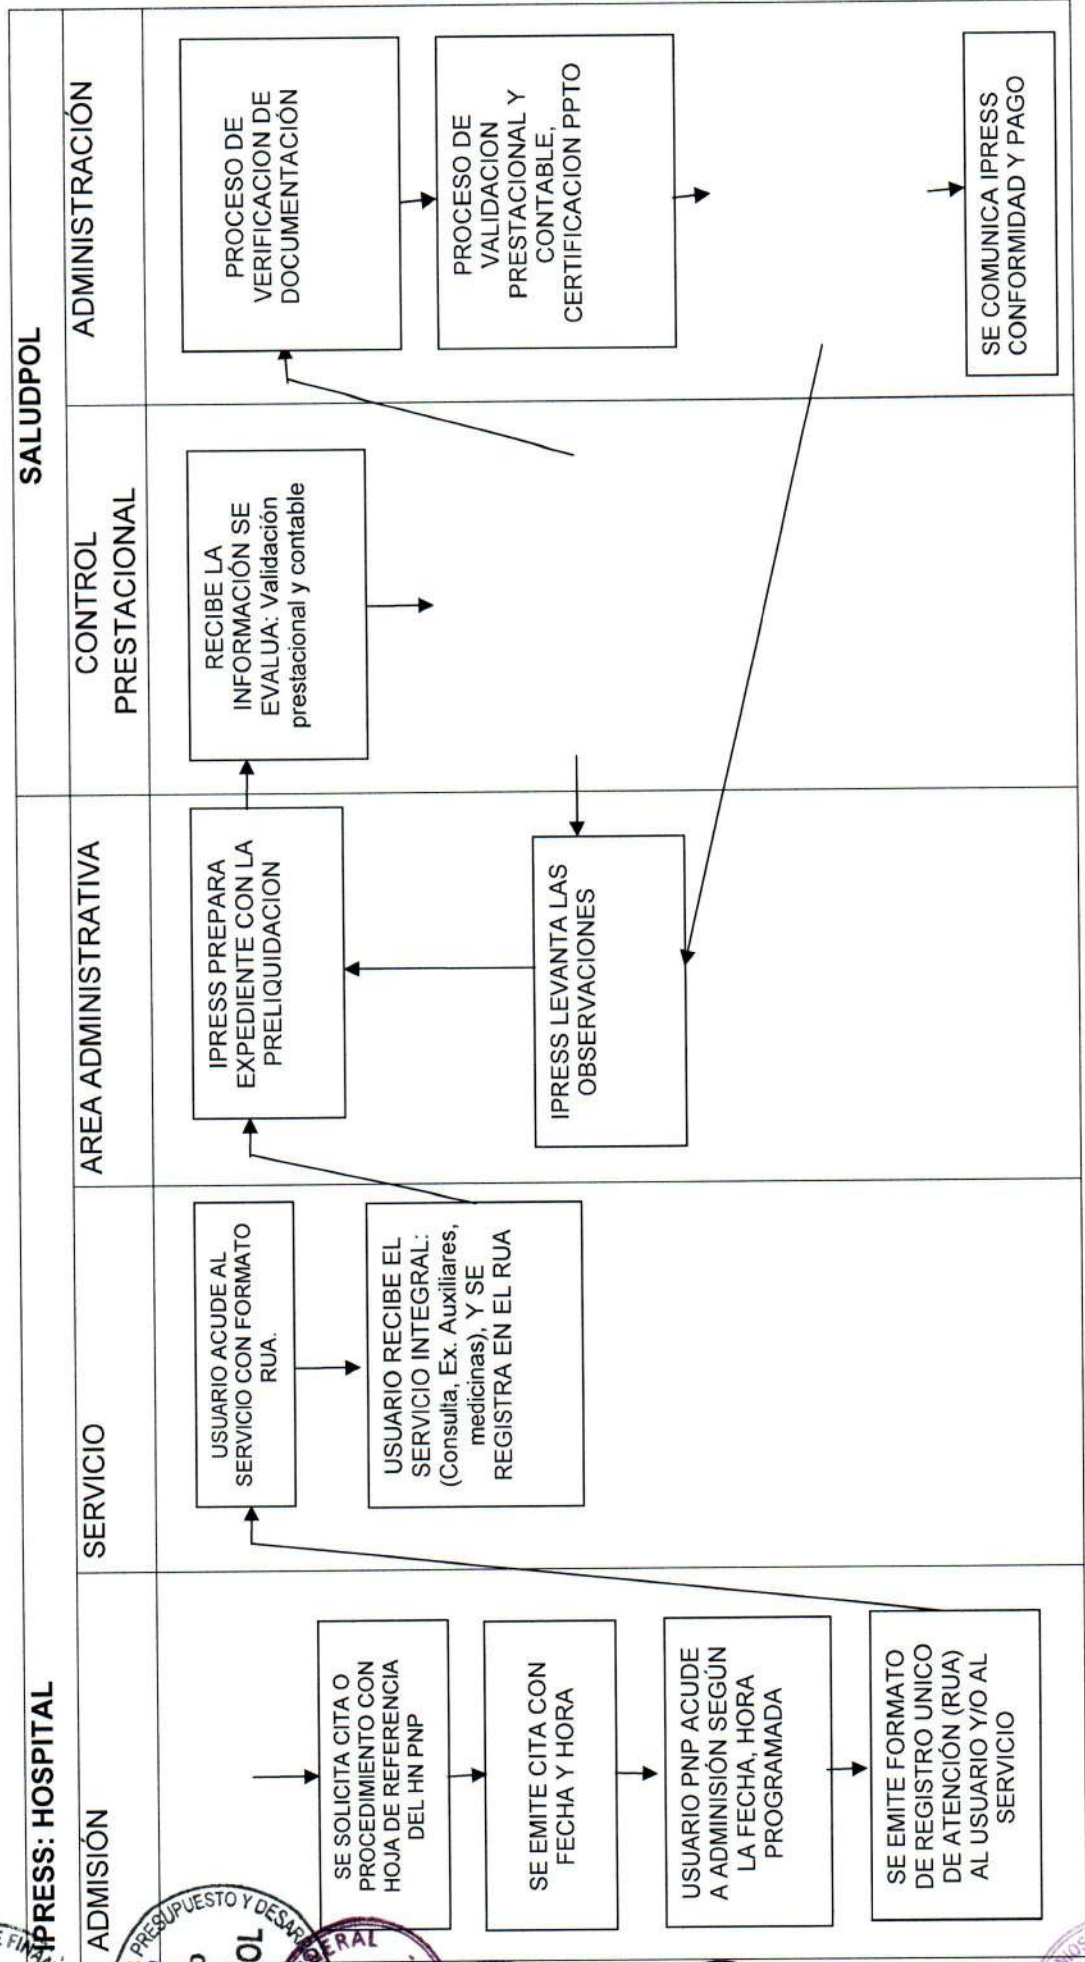 IPRESS: HOSPITAL
SALUDPOL
ADMISIÓN
SERVICIO
AREA ADMINISTRATIVA
CONTROL
PRESTACIONAL
ADMINISTRACIÓN
SE SOLICITA CITA O
PROCEDIMIENTO CON
HOJA DE REFERENCIA
DEL HN PNP
SE EMITE CITA CON
FECHA Y HORA
USUARIO PNP ACUDE
A ADMISIÓN SEGÚN
LA FECHA, HORA
PROGRAMADA
SE EMITE FORMATO
DE REGISTRO UNICO
DE ATENCIÓN (RUA)
AL USUARIO Y/O AL
SERVICIO
USUARIO ACUDE AL
SERVICIO CON FORMATO
RUA.
USUARIO RECIBE EL
SERVICIO INTEGRAL:
(Consulta, Ex. Auxiliares,
medicinas), Y SE
REGISTRA EN EL RUA
IPRESS PREPARA
EXPEDIENTE CON LA
PRELIQUIDACION
IPRESS LEVANTA LAS
OBSERVACIONES
RECIBE LA
INFORMACIÓN SE
EVALUA: Validación
prestacional y contable
PROCESO DE
VERIFICACION DE
DOCUMENTACIÓN
PROCESO DE
VALIDACION
PRESTACIONAL Y
CONTABLE,
CERTIFICACION PPTO
SE COMUNICA IPRESS
CONFORMIDAD Y PAGO
PRESUPUESTO Y